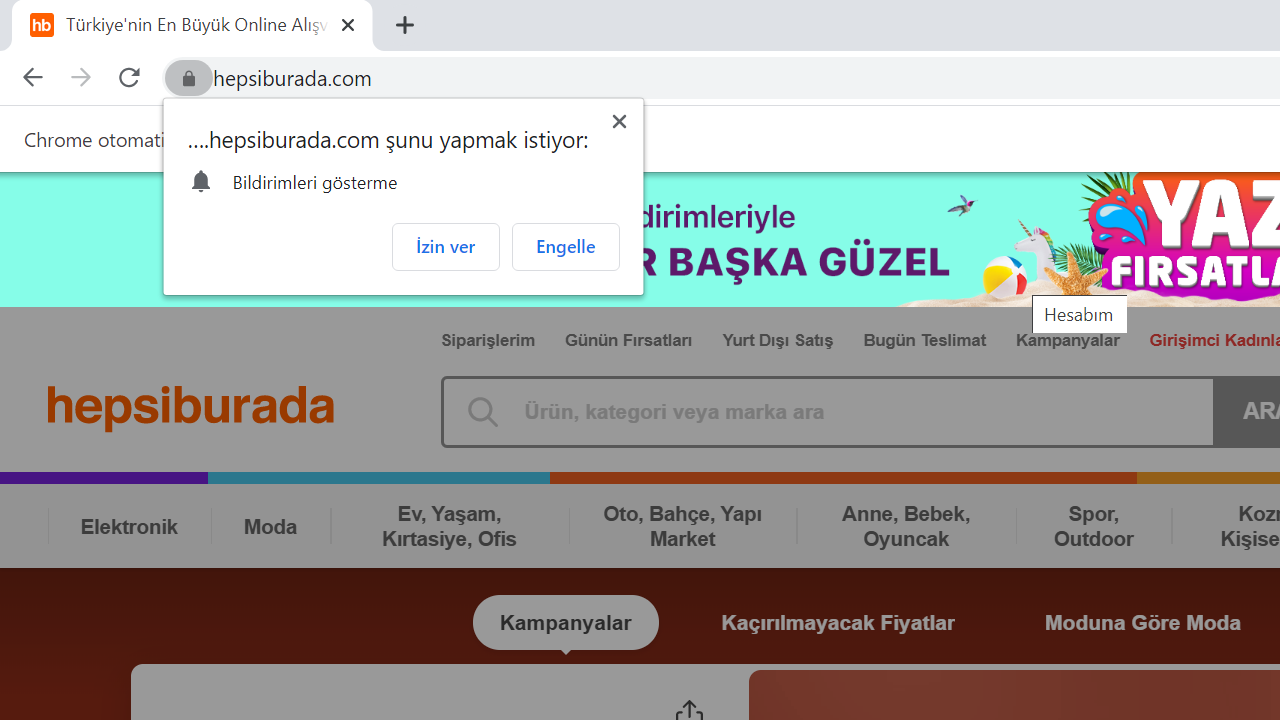 hb Türkiye'nin En Büyük Online Alışv
hepsiburada.com
Chrome otomati
....hepsiburada.com şunu yapmak istiyor:
Bildirimleri gösterme
İzin ver Engelle
dirimleriyle
R BAŞKA GÜZEL
YAZ
FIRSATLA
Hesabım
Siparişlerim Günün Fırsatları Yurt Dışı Satış Bugün Teslimat Kampanyalar Girişimci Kadınla
hepsiburada
Ürün, kategori veya marka ara
ARA
Elektronik
Moda
Ev, Yaşam,
Kırtasiye, Ofis
Oto, Bahçe, Yapı
Market
Anne, Bebek,
Oyuncak
Spor,
Outdoor
Kozm
Kişise
Kampanyalar Kaçırılmayacak Fiyatlar Moduna Göre Moda